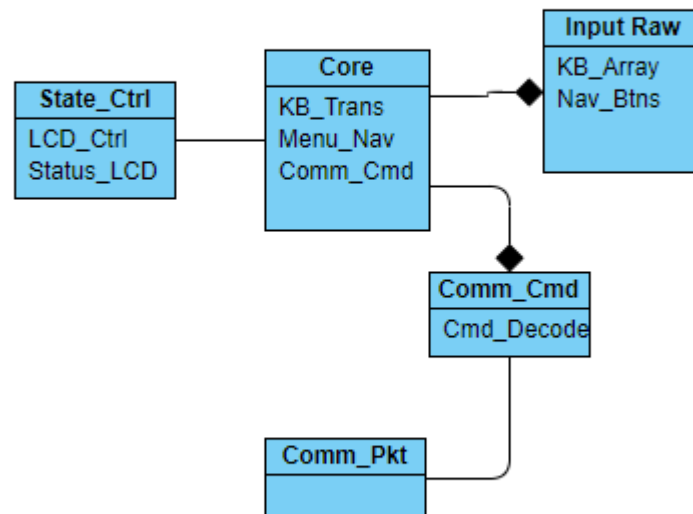 State_Ctrl
LCD_Ctrl
Status_LCD
Core
KB_Trans
Menu_Nav
Comm_Cmd
Input Raw
KB_Array
Nav_Btns
Comm_Cmd
Cmd_Decode
Comm_Pkt